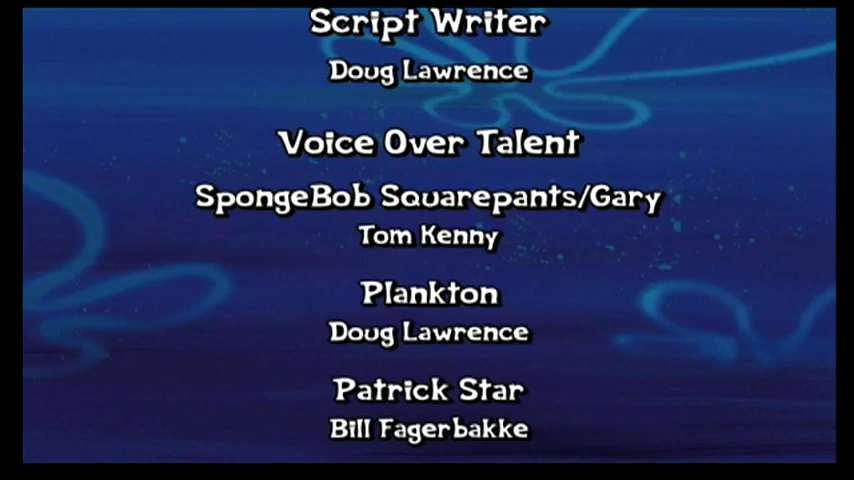 Script Writer
Doug Lawrence
Voice Over Talent
SpongeBob Squarepants/Gary
Tom Kenny
Plankton
Doug Lawrence
Patrick Star
Bill Fagerbakke